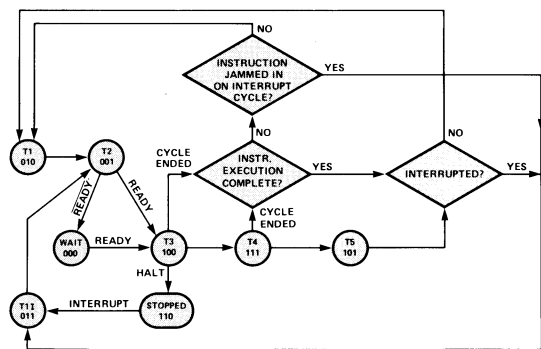 NO
INSTRUCTION
JAMMED IN
ON INTERRUPT
CYCLE?
YES
T1
010
T2
001
CYCLE
ENDED
NO
INSTR.
EXECUTION
COMPLETE?
YES
NO
INTERRUPTED?
YES
READY
READY
CYCLE
ENDED
WAIT
000
READY
T3
100
T4
111
T5
101
HALT
T1I
011
INTERRUPT
STOPPED
110